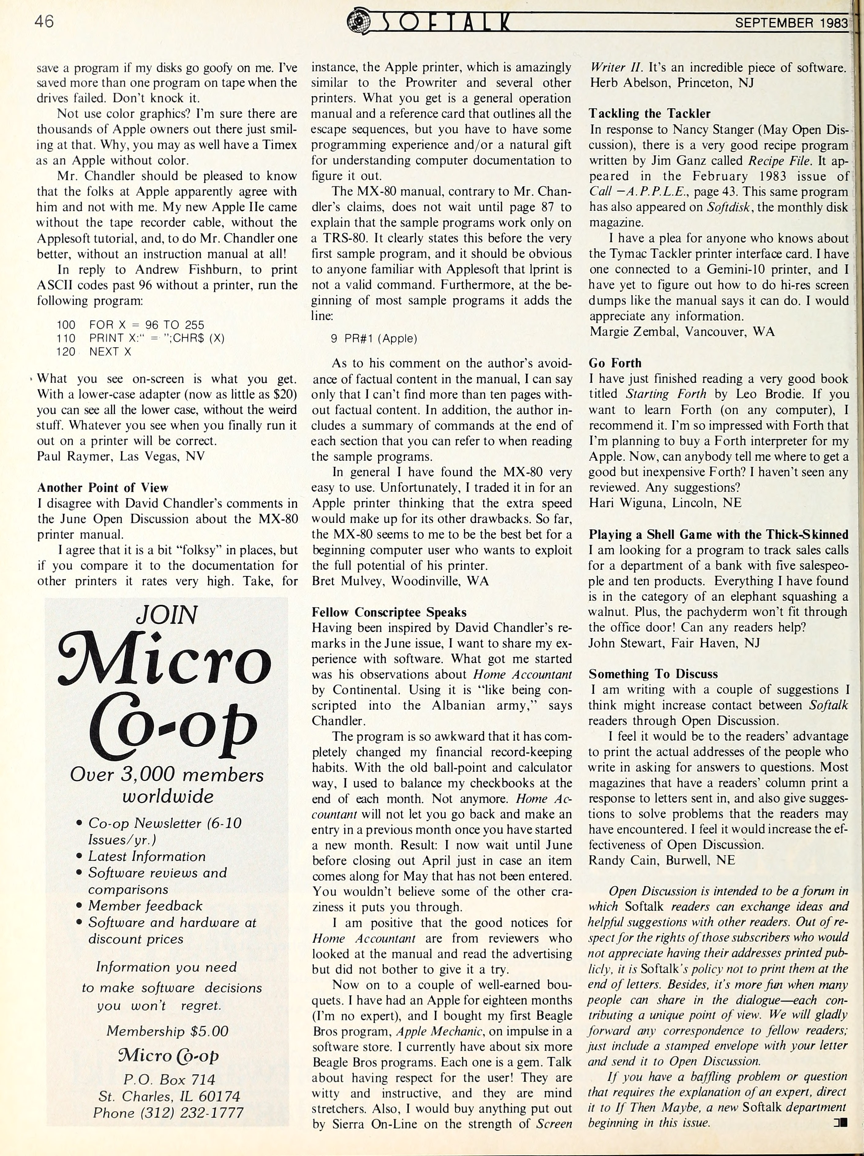 46
SOFTALK
SEPTEMBER 1983
save a program if my disks go goofy on me. I've
saved more than one program on tape when the
drives failed. Don't knock it.
Not use color graphics? I'm sure there are
thousands of Apple owners out there just smil-
ing at that. Why, you may as well have a Timex
as an Apple without color.
Mr. Chandler should be pleased to know
that the folks at Apple apparently agree with
him and not with me. My new Apple IIe came
without the tape recorder cable, without the
Applesoft tutorial, and, to do Mr. Chandler one
better, without an instruction manual at all!
In reply to Andrew Fishburn, to print
ASCII codes past 96 without a printer, run the
following program:
100 FOR X = 96 TO 255
110 PRINT X:" = ";CHR$ (X)
120 NEXT X
What you see on-screen is what you get.
With a lower-case adapter (now as little as $20)
you can see all the lower case, without the weird
stuff. Whatever you see when you finally run it
out on a printer will be correct.
Paul Raymer, Las Vegas, NV
Another Point of View
I disagree with David Chandler's comments in
the June Open Discussion about the MX-80
printer manual.
I agree that it is a bit "folksy" in places, but
if you compare it to the documentation for
other printers it rates very high. Take, for
JOIN
Micro
Co-op
Over 3,000 members
worldwide
• Co-op Newsletter (6-10
Issues/yr.)
• Latest Information
• Software reviews and
comparisons
• Member feedback
• Software and hardware at
discount prices
Information you need
to make software decisions
you won't regret.
Membership $5.00
Micro Co-op
P.O. Box 714
St. Charles, IL 60174
Phone (312) 232-1777
instance, the Apple printer, which is amazingly
similar to the Prowriter and several other
printers. What you get is a general operation
manual and a reference card that outlines all the
escape sequences, but you have to have some
programming experience and/or a natural gift
for understanding computer documentation to
figure it out.
The MX-80 manual, contrary to Mr. Chan-
dler's claims, does not wait until page 87 to
explain that the sample programs work only on
a TRS-80. It clearly states this before the very
first sample program, and it should be obvious
to anyone familiar with Applesoft that lprint is
not a valid command. Furthermore, at the be-
ginning of most sample programs it adds the
line:
9 PR#1 (Apple)
As to his comment on the author's avoid-
ance of factual content in the manual, I can say
only that I can't find more than ten pages with-
out factual content. In addition, the author in-
cludes a summary of commands at the end of
each section that you can refer to when reading
the sample programs.
In general I have found the MX-80 very
easy to use. Unfortunately, I traded it in for an
Apple printer thinking that the extra speed
would make up for its other drawbacks. So far,
the MX-80 seems to me to be the best bet for a
beginning computer user who wants to exploit
the full potential of his printer.
Bret Mulvey, Woodinville, WA
Fellow Conscriptee Speaks
Having been inspired by David Chandler's re-
marks in the June issue, I want to share my ex-
perience with software. What got me started
was his observations about Home Accountant
by Continental. Using it is "like being con-
scripted into the Albanian army," says
Chandler.
The program is so awkward that it has com-
pletely changed my financial record-keeping
habits. With the old ball-point and calculator
way, I used to balance my checkbooks at the
end of each month. Not anymore. Home Ac-
countant will not let you go back and make an
entry in a previous month once you have started
a new month. Result: I now wait until June
before closing out April just in case an item
comes along for May that has not been entered.
You wouldn't believe some of the other cra-
ziness it puts you through.
I am positive that the good notices for
Home Accountant are from reviewers who
looked at the manual and read the advertising
but did not bother to give it a try.
Now on to a couple of well-earned bou-
quets. I have had an Apple for eighteen months
(I'm no expert), and I bought my first Beagle
Bros program, Apple Mechanic, on impulse in a
software store. I currently have about six more
Beagle Bros programs. Each one is a gem. Talk
about having respect for the user! They are
witty and instructive, and they are mind
stretchers. Also, I would buy anything put out
by Sierra On-Line on the strength of Screen
Writer II. It's an incredible piece of software.
Herb Abelson, Princeton, NJ
Tackling the Tackler
In response to Nancy Stanger (May Open Dis-
cussion), there is a very good recipe program
written by Jim Ganz called Recipe File. It ap-
peared in the February 1983 issue of
Call —A.P.P.L.E., page 43. This same program
has also appeared on Softdisk, the monthly disk
magazine.
I have a plea for anyone who knows about
the Tymac Tackler printer interface card. I have
one connected to a Gemini-10 printer, and I
have yet to figure out how to do hi-res screen
dumps like the manual says it can do. I would
appreciate any information.
Margie Zembal, Vancouver, WA
Go Forth
I have just finished reading a very good book
titled Starting Forth by Leo Brodie. If you
want to learn Forth (on any computer), I
recommend it. I'm so impressed with Forth that
I'm planning to buy a Forth interpreter for my
Apple. Now, can anybody tell me where to get a
good but inexpensive Forth? I haven't seen any
reviewed. Any suggestions?
Hari Wiguna, Lincoln, NE
Playing a Shell Game with the Thick-Skinned
I am looking for a program to track sales calls
for a department of a bank with five salespeo-
ple and ten products. Everything I have found
is in the category of an elephant squashing a
walnut. Plus, the pachyderm won't fit through
the office door! Can any readers help?
John Stewart, Fair Haven, NJ
Something To Discuss
I am writing with a couple of suggestions I
think might increase contact between Softalk
readers through Open Discussion.
I feel it would be to the readers' advantage
to print the actual addresses of the people who
write in asking for answers to questions. Most
magazines that have a readers' column print a
response to letters sent in, and also give sugges-
tions to solve problems that the readers may
have encountered. I feel it would increase the ef-
fectiveness of Open Discussion.
Randy Cain, Burwell, NE
Open Discussion is intended to be a forum in
which Softalk readers can exchange ideas and
helpful suggestions with other readers. Out of re-
spect for the rights of those subscribers who would
not appreciate having their addresses printed pub-
licly, it is Softalk's policy not to print them at the
end of letters. Besides, it's more fun when many
people can share in the dialogue—each con-
tributing a unique point of view. We will gladly
forward any correspondence to fellow readers;
just include a stamped envelope with your letter
and send it to Open Discussion.
If you have a baffling problem or question
that requires the explanation of an expert, direct
it to If Then Maybe, a new Softalk department
beginning in this issue.